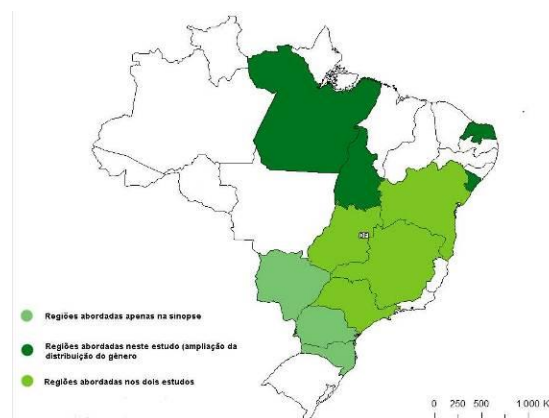 Regiões abordadas apenas na sinopse
Regiões abordadas neste estudo (ampliação da
distribuição do gênero
Regiões abordadas nos dois estudos
0 250 500 1 000 K